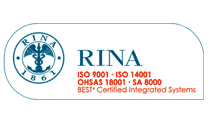 RINA
1861
RINA
ISO 9001 · ISO 14001
OHSAS 18001 · SA 8000
BEST⁴ Certified Integrated Systems